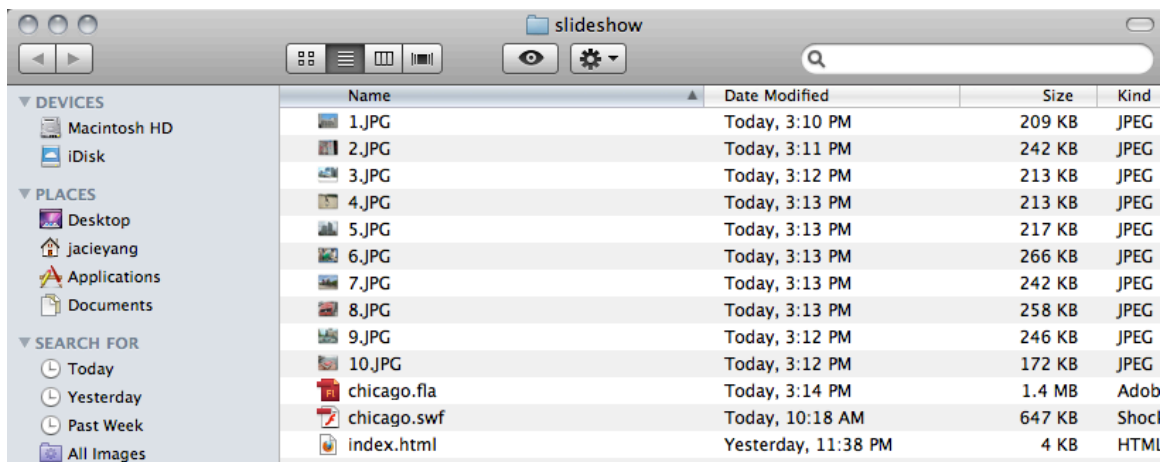 slideshow
Name Date Modified Size Kind
DEVICES
Macintosh HD
iDisk
PLACES
Desktop
jacieyang
Applications
Documents
SEARCH FOR
Today
Yesterday
Past Week
All Images
1.JPG Today, 3:10 PM 209 KB JPEG
2.JPG Today, 3:11 PM 242 KB JPEG
3.JPG Today, 3:12 PM 213 KB JPEG
4.JPG Today, 3:13 PM 213 KB JPEG
5.JPG Today, 3:13 PM 217 KB JPEG
6.JPG Today, 3:13 PM 266 KB JPEG
7.JPG Today, 3:13 PM 242 KB JPEG
8.JPG Today, 3:13 PM 258 KB JPEG
9.JPG Today, 3:12 PM 246 KB JPEG
10.JPG Today, 3:12 PM 172 KB JPEG
chicago.fla Today, 3:14 PM 1.4 MB Adob
chicago.swf Today, 10:18 AM 647 KB Shocl
index.html Yesterday, 11:38 PM 4 KB HTML